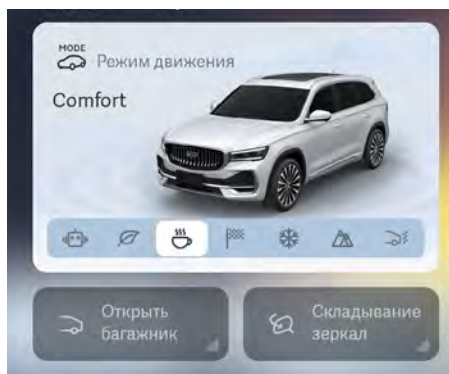 MODE
Режим движения
Comfort
Открыть
багажник
Складывание
зеркал